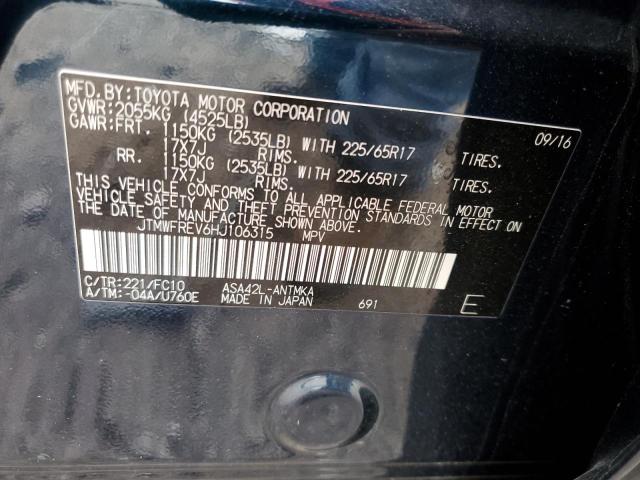 MFD.BY:TOYOTA MOTOR CORPORATION 09/16
GVWR:2055KG (4525LB)
GAWR:FRT. 1150KG (2535LB) WITH 225/65R17 TIRES.
17X7J RIMS.
RR. 1150KG (2535LB) WITH 225/65R17 TIRES.
17X7J RIMS.
THIS VEHICLE CONFORMS TO ALL APPLICABLE FEDERAL MOTOR
VEHICLE SAFETY AND THEFT PREVENTION STANDARDS IN EFFECT ON
THE DATE OF MANUFACTURE SHOWN ABOVE.
JTMWFREV6HJ106315 MPV
C/TR:221/FC10 ASA42L-ANTMKA
A/TM:-04A/U760E MADE IN JAPAN 691 E